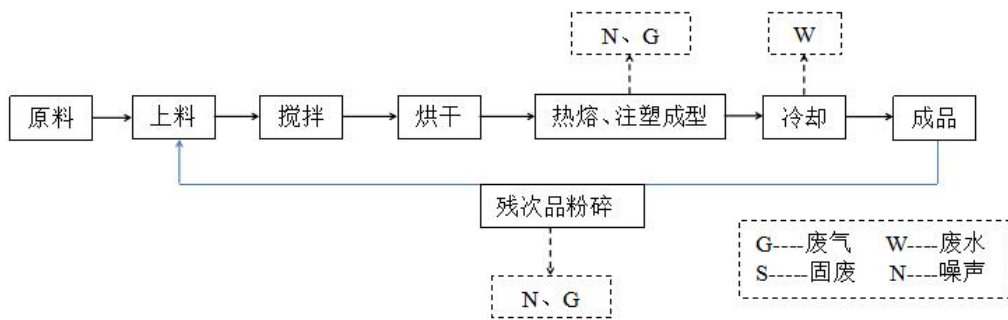 N、G
W
原料
上料
搅拌
烘干
热熔、注塑成型
冷却
成品
残次品粉碎
N、G
G----废气 W----废水
S-----固废 N----噪声